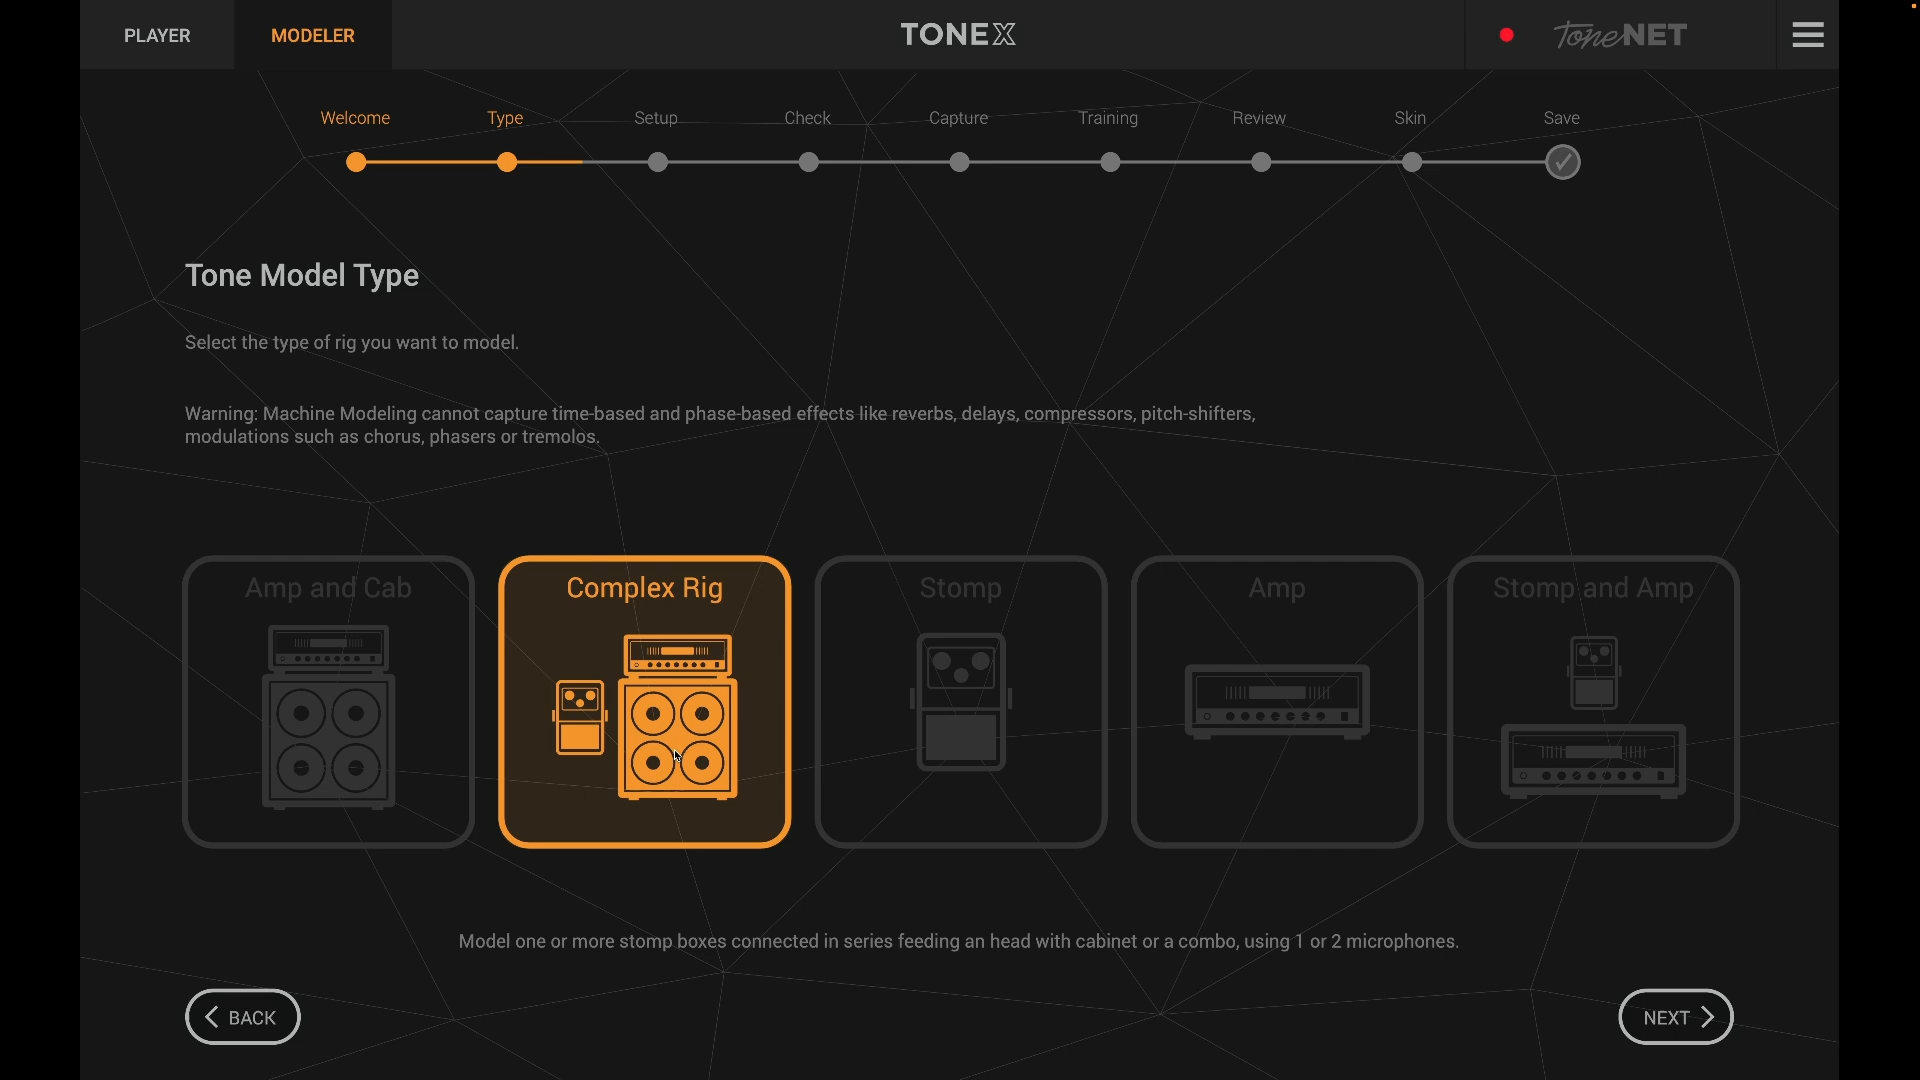 PLAYER
MODELER
TONEX
ToneNET
Welcome
Type
Setup
Check
Capture
Training
Review
Skin
Save
Tone Model Type
Select the type of rig you want to model.
Warning: Machine Modeling cannot capture time-based and phase-based effects like reverbs, delays, compressors, pitch-shifters,
modulations such as chorus, phasers or tremolos.
Amp and Cab
Complex Rig
Stomp
Amp
Stomp and Amp
Model one or more stomp boxes connected in series feeding an head with cabinet or a combo, using 1 or 2 microphones.
BACK
NEXT